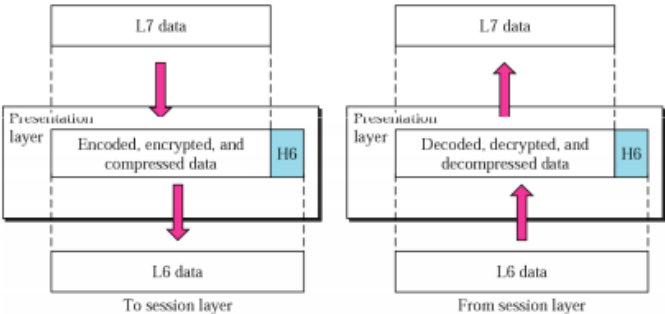 L7 data
Presentation
layer
Encoded, encrypted, and
compressed data
H6
L6 data
To session layer
L7 data
Presentation
layer
Decoded, decrypted, and
decompressed data
H6
L6 data
From session layer